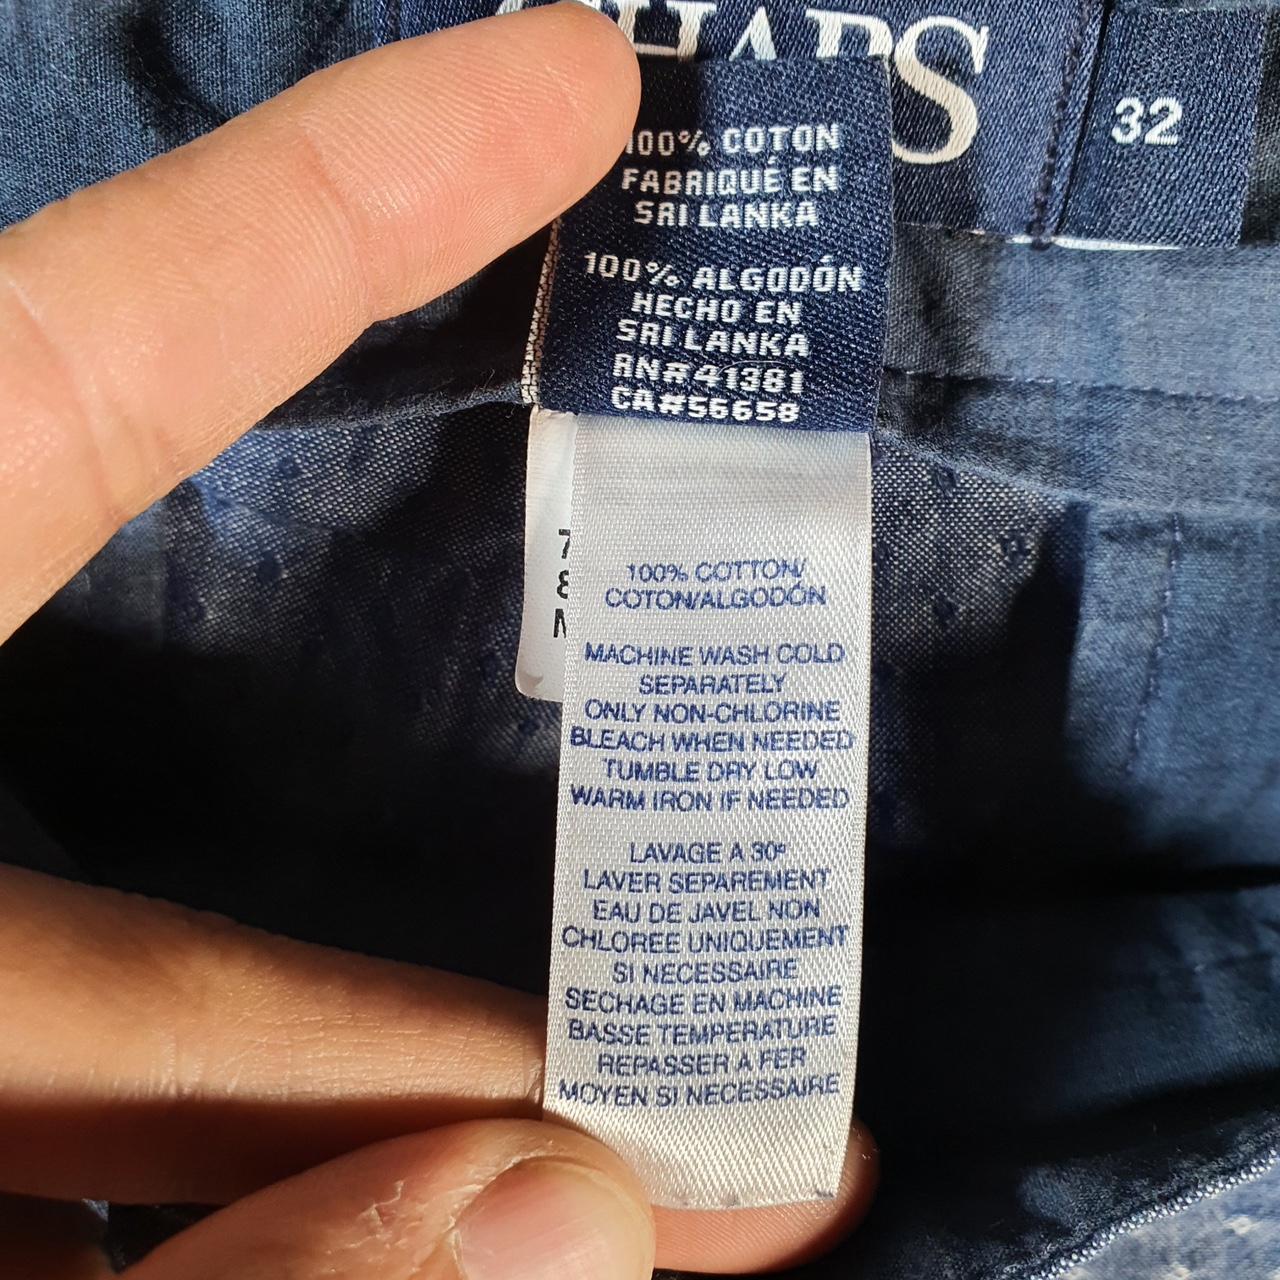 CHAPS
32
100% COTON
FABRIQUÉ EN
SRI LANKA
100% ALGODÓN
HECHO EN
SRI LANKA
RN#41381
CA#56658
7
8
100% COTTON/
COTON/ALGODÓN
MACHINE WASH COLD
SEPARATELY
ONLY NON-CHLORINE
BLEACH WHEN NEEDED
TUMBLE DRY LOW
WARM IRON IF NEEDED
LAVAGE A 30°
LAVER SEPAREMENT
EAU DE JAVEL NON
CHLOREE UNIQUEMENT
SI NECESSAIRE
SECHAGE EN MACHINE
BASSE TEMPERATURE
REPASSER A FER
MOYEN SI NECESSAIRE